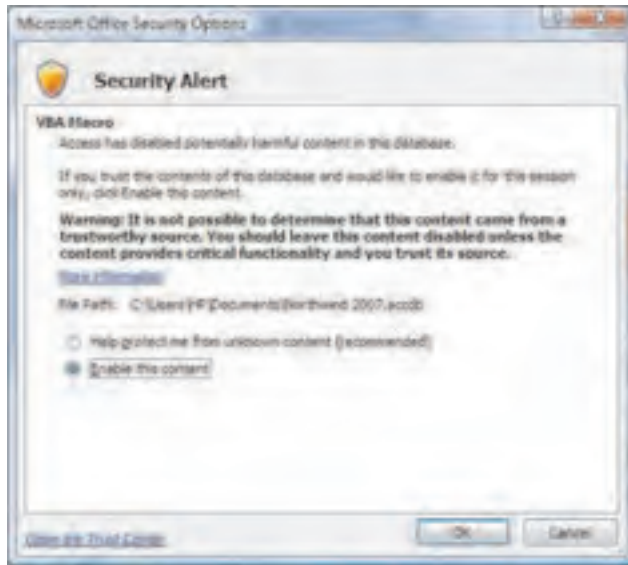 Microsoft Office Security Options
Security Alert
VBA Macro
Access has disabled potentially harmful content in this database.
If you trust the contents of this database and would like to enable it for this session
only, click Enable this content.
Warning: It is not possible to determine that this content came from a
trustworthy source. You should leave this content disabled unless the
content provides critical functionality and you trust its source.
More information
File Path: C:\Users\HP\Documents\Northwind 2007.accdb
Help protect me from unknown content (recommended)
Enable this content
Open the Trust Center
OK
Cancel